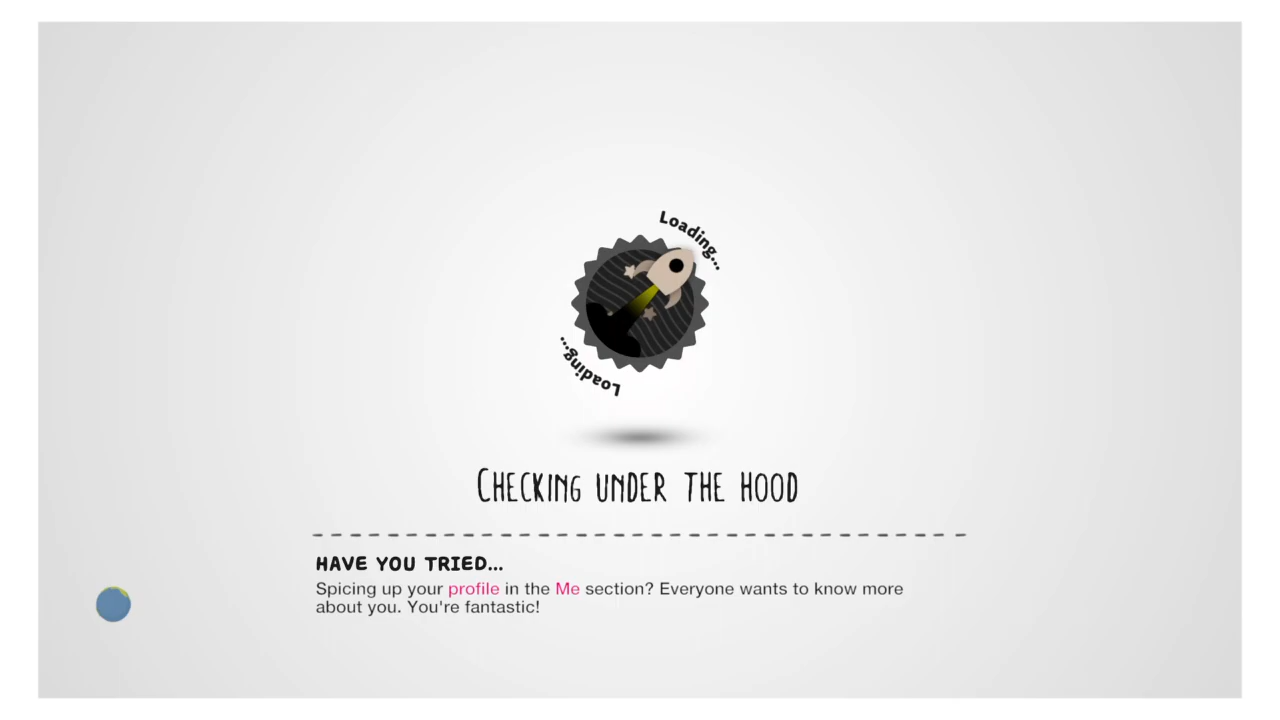 Loading...
Loading...
CHECKING UNDER THE HOOD
HAVE YOU TRIED...
Spicing up your profile in the Me section? Everyone wants to know more
about you. You're fantastic!